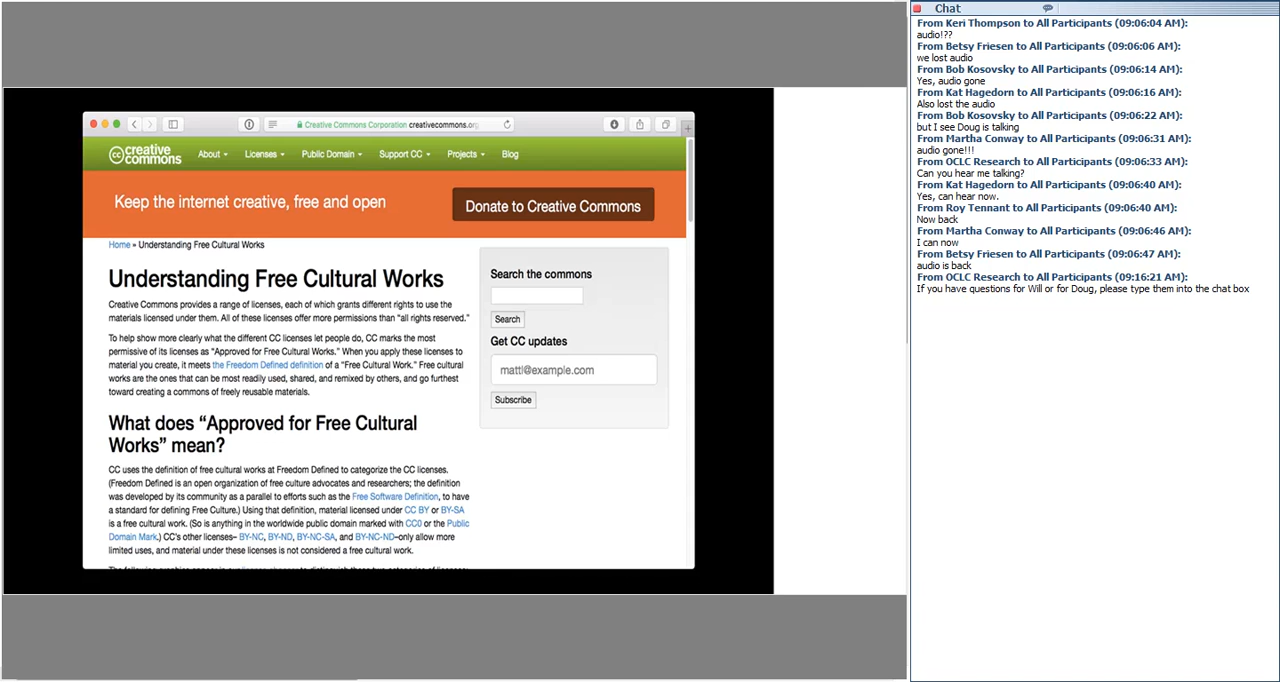 Creative Commons Corporation creativecommons.org
creative
commons
About
Licenses
Public Domain
Support CC
Projects
Blog
Keep the internet creative, free and open
Donate to Creative Commons
Home » Understanding Free Cultural Works
Understanding Free Cultural Works
Creative Commons provides a range of licenses, each of which grants different rights to use the
materials licensed under them. All of these licenses offer more permissions than “all rights reserved.”
To help show more clearly what the different CC licenses let people do, CC marks the most
permissive of its licenses as “Approved for Free Cultural Works.” When you apply these licenses to
material you create, it meets the Freedom Defined definition of a “Free Cultural Work.” Free cultural
works are the ones that can be most readily used, shared, and remixed by others, and go furthest
toward creating a commons of freely reusable materials.
What does “Approved for Free Cultural
Works” mean?
CC uses the definition of free cultural works at Freedom Defined to categorize the CC licenses.
(Freedom Defined is an open organization of free culture advocates and researchers; the definition
was developed by its community as a parallel to efforts such as the Free Software Definition, to have
a standard for defining Free Culture.) Using that definition, material licensed under CC BY or BY-SA
is a free cultural work. (So is anything in the worldwide public domain marked with CC0 or the Public
Domain Mark.) CC’s other licenses– BY-NC, BY-ND, BY-NC-SA, and BY-NC-ND–only allow more
limited uses, and material under these licenses is not considered a free cultural work.
Search the commons
Search
Get CC updates
mattl@example.com
Subscribe
Chat
From Keri Thompson to All Participants (09:06:04 AM):
audio!??
From Betsy Friesen to All Participants (09:06:06 AM):
we lost audio
From Bob Kosovsky to All Participants (09:06:14 AM):
Yes, audio gone
From Kat Hagedorn to All Participants (09:06:16 AM):
Also lost the audio
From Bob Kosovsky to All Participants (09:06:22 AM):
but I see Doug is talking
From Martha Conway to All Participants (09:06:31 AM):
audio gone!!!
From OCLC Research to All Participants (09:06:33 AM):
Can you hear me talking?
From Kat Hagedorn to All Participants (09:06:40 AM):
Yes, can hear now.
From Roy Tennant to All Participants (09:06:40 AM):
Now back
From Martha Conway to All Participants (09:06:46 AM):
I can now
From Betsy Friesen to All Participants (09:06:47 AM):
audio is back
From OCLC Research to All Participants (09:16:21 AM):
If you have questions for Will or for Doug, please type them into the chat box